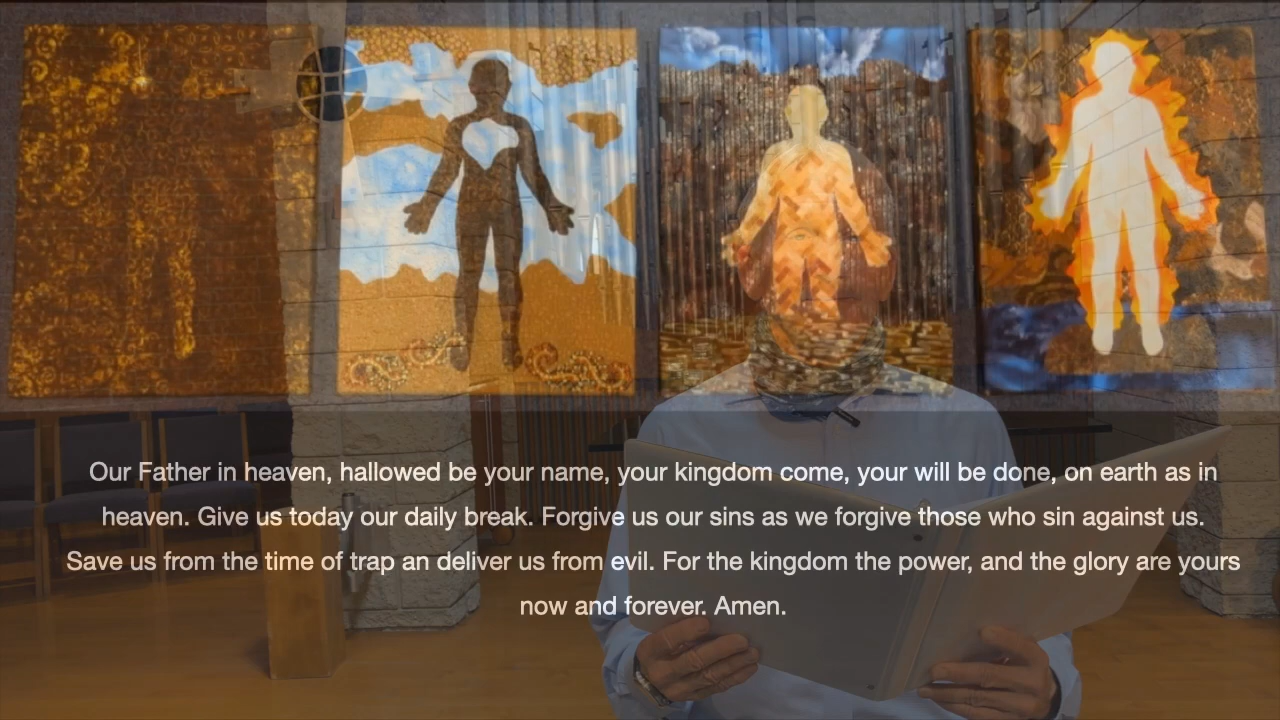 Our Father in heaven, hallowed be your name, your kingdom come, your will be done, on earth as in
heaven. Give us today our daily break. Forgive us our sins as we forgive those who sin against us.
Save us from the time of trap an deliver us from evil. For the kingdom the power, and the glory are yours
now and forever. Amen.